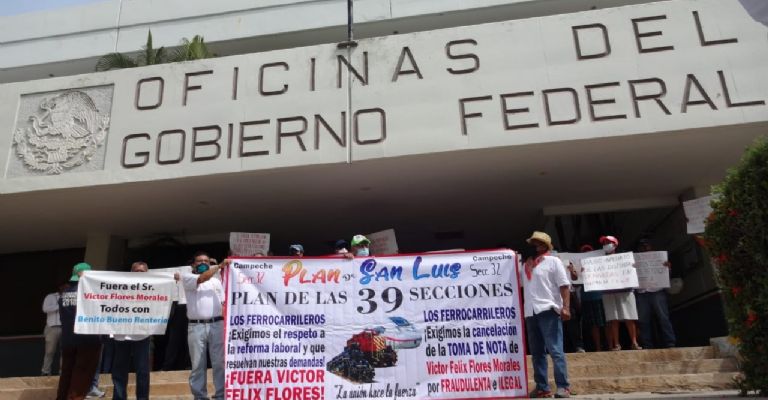 OFICINAS DEL
GOBIERNO FEDERAL
Fuera el Sr.
Victor Flores Morales
Todos con
Benito Bueno Rentería
Campeche
Secc. 32
PLAN DE SAN LUIS
Campeche
Secc. 32
PLAN DE LAS 39 SECCIONES
LOS FERROCARRILEROS
¡Exigimos el respeto a
la reforma laboral y que
resuelvan nuestras demandas!
¡FUERA VICTOR
FELIX FLORES!
"La unión hace la fuerza"
LOS FERROCARRILEROS
¡Exigimos la cancelación
de la TOMA DE NOTA de
Victor Felix Flores Morales
por FRAUDULENTA e ILEGAL